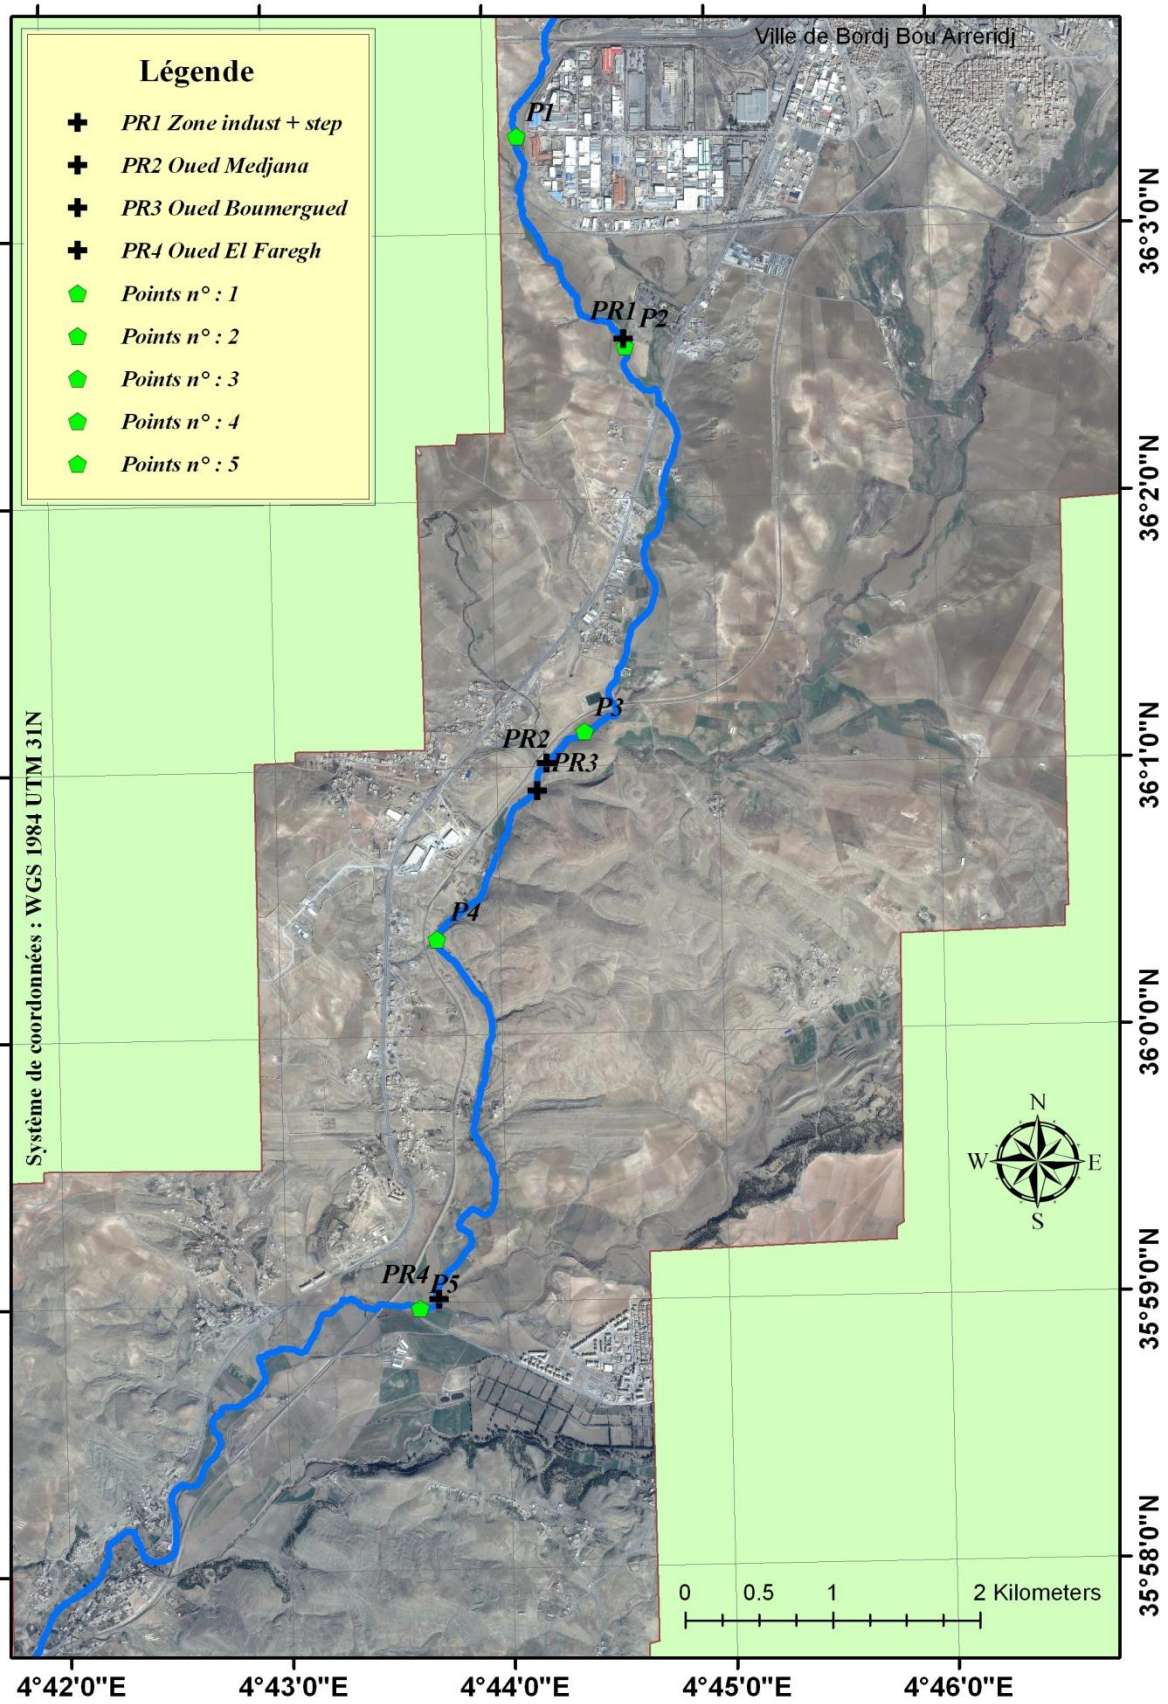 Ville de Bordj Bou Arreridj
Légende
PR1 Zone indust + step
PR2 Oued Medjana
PR3 Oued Boumergued
PR4 Oued El Faregh
Points n° : 1
Points n° : 2
Points n° : 3
Points n° : 4
Points n° : 5
P1
PR1 P2
P3
PR2
PR3
P4
PR4 P5
Système de coordonnées : WGS 1984 UTM 31N
36°3'0"N
36°2'0"N
36°1'0"N
36°0'0"N
35°59'0"N
35°58'0"N
N
W E
S
0 0.5 1 2 Kilometers
4°42'0"E 4°43'0"E 4°44'0"E 4°45'0"E 4°46'0"E